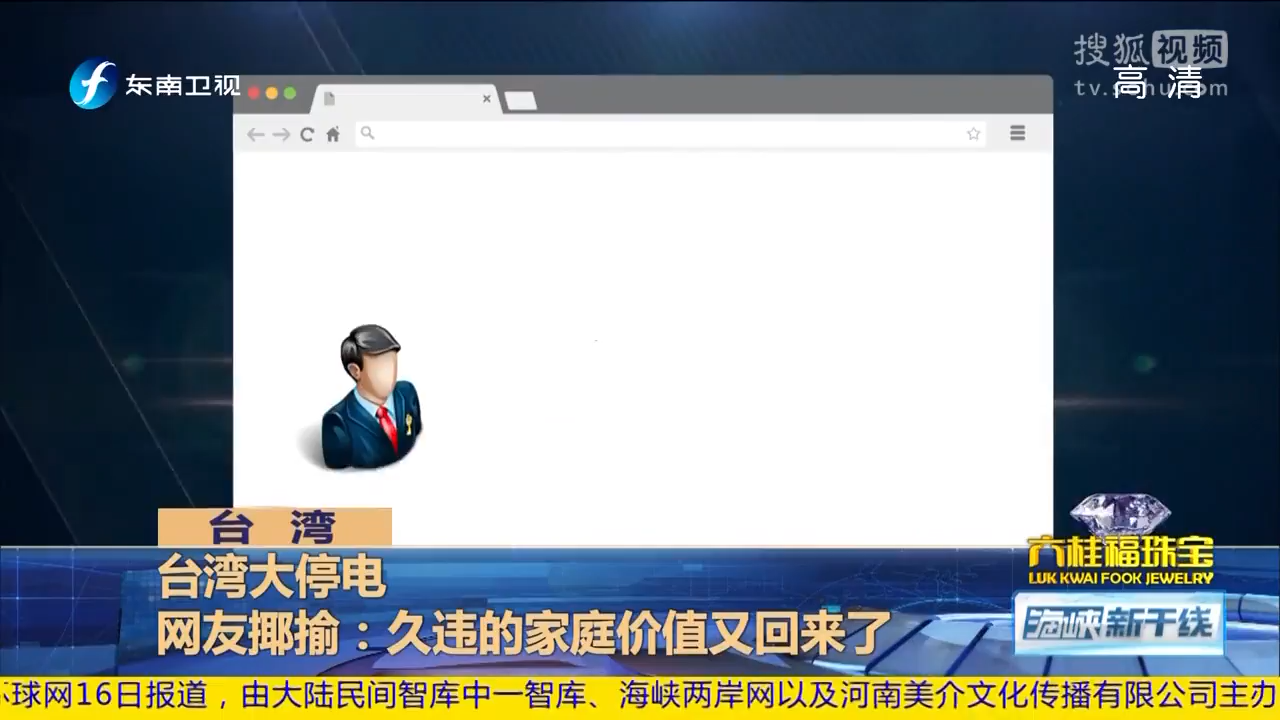 搜狐视频
东南卫视
高 清
台 湾
台湾大停电
网友揶揄：久违的家庭价值又回来了
六桂福珠宝
LUK KWAI FOOK JEWELRY
海峡新干线
球网16日报道，由大陆民间智库中一智库、海峡两岸网以及河南美介文化传播有限公司主办